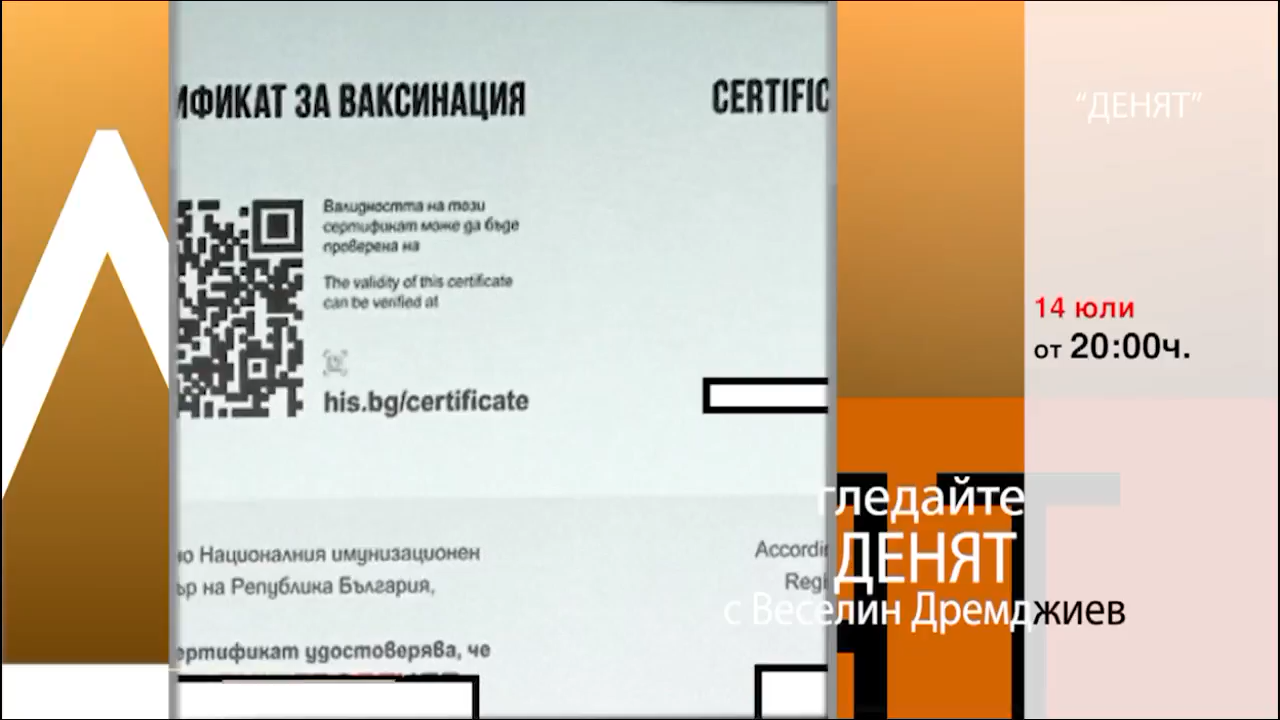 ИФИКАТ ЗА ВАКСИНАЦИЯ
CERTIFIC
Валидността на този
сертификат може да бъде
проверена на
The validity of this certificate
can be verified at
his.bg/certificate
но Националния имунизационен
ър на Република България,
Accordin
Regi
ертификат удостоверява, че
“ДЕНЯТ”
14 юли
от 20:00ч.
гледайте
ДЕНЯТ
с Веселин Дремджиев